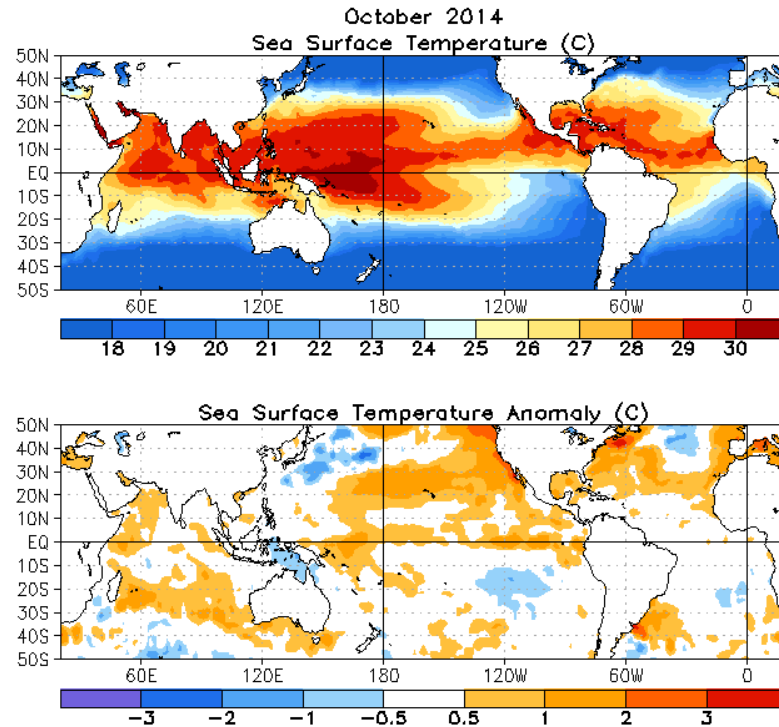 October 2014
Sea Surface Temperature (C)
50N
40N
30N
20N
10N
EQ
10S
20S
30S
40S
50S
60E 120E 180 120W 60W 0
18 19 20 21 22 23 24 25 26 27 28 29 30
Sea Surface Temperature Anomaly (C)
50N
40N
30N
20N
10N
EQ
10S
20S
30S
40S
50S
60E 120E 180 120W 60W 0
-3 -2 -1 -0.5 0.5 1 2 3